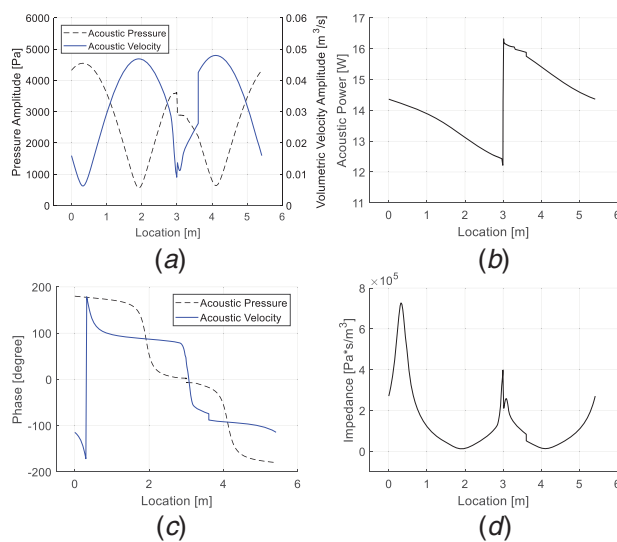 6000
5000
4000
3000
2000
1000
0
Pressure Amplitude [Pa]
Acoustic Pressure
Acoustic Velocity
0.06
0.05
0.04
0.03
0.02
0.01
0
Volumetric Velocity Amplitude [m³/s]
0 1 2 3 4 5 6
Location [m]
(a)
17
16
15
14
13
12
11
Acoustic Power [W]
0 1 2 3 4 5 6
Location [m]
(b)
200
100
0
-100
-200
Phase [degree]
Acoustic Pressure
Acoustic Velocity
0 2 4 6
Location [m]
(c)
×10⁵
8
6
4
2
0
Impedance [Pa*s/m³]
0 1 2 3 4 5 6
Location [m]
(d)